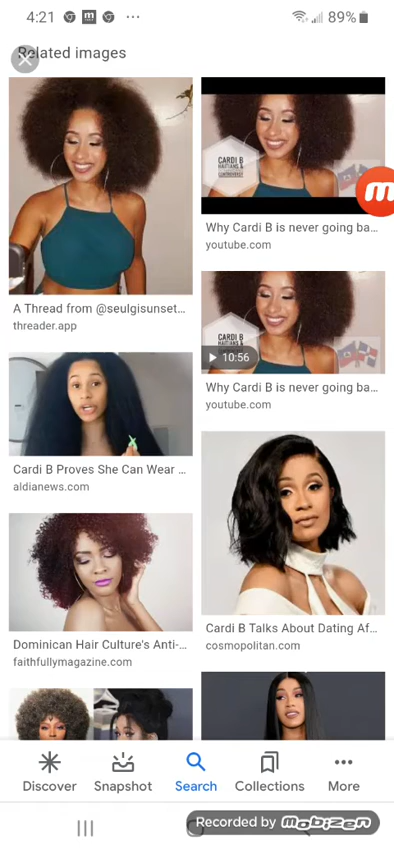 4:21 m ... 89%
Related images
CARDI B
HAITIANS &
CONTROVERSY
m
Why Cardi B is never going ba...
youtube.com
A Thread from @seulgisunset...
threader.app
CARDI B
HAITIANS &
10:56
Why Cardi B is never going ba...
youtube.com
Cardi B Proves She Can Wear ...
aldianews.com
Cardi B Talks About Dating Af...
cosmopolitan.com
Dominican Hair Culture's Anti-...
faithfullymagazine.com
Discover Snapshot Search Collections More
Recorded by mobizen